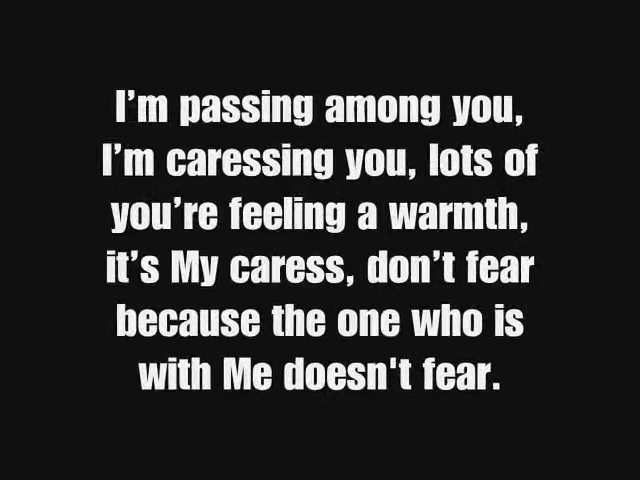 I’m passing among you,
I’m caressing you, lots of
you’re feeling a warmth,
it’s My caress, don’t fear
because the one who is
with Me doesn't fear.